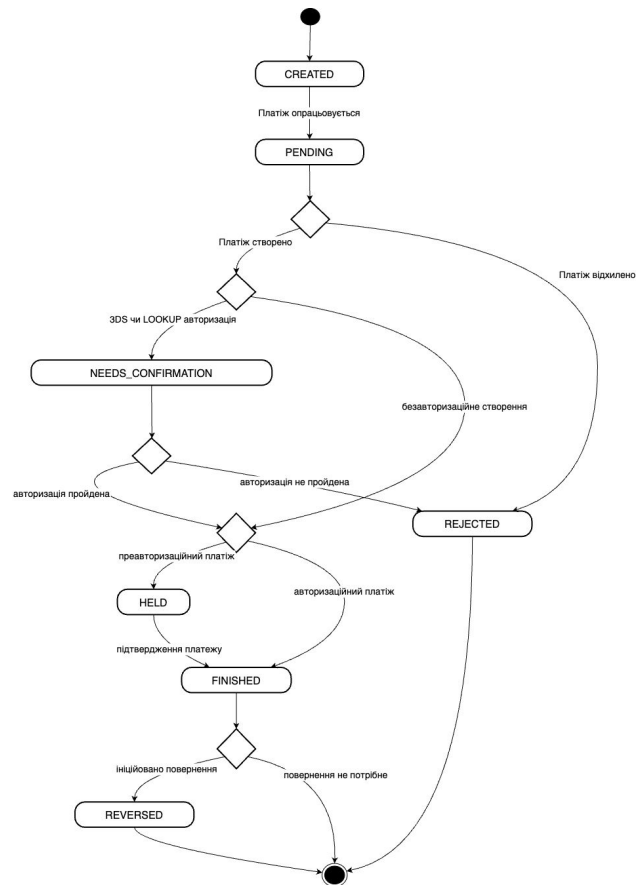 CREATED
Платіж опрацьовується
PENDING
Платіж створено
Платіж відхилено
3DS чи LOOKUP авторизація
NEEDS_CONFIRMATION
безавторизаційне створення
авторизація не пройдена
авторизація пройдена
REJECTED
преавторизаційний платіж
авторизаційний платіж
HELD
підтвердження платежу
FINISHED
ініційовано повернення
повернення не потрібне
REVERSED